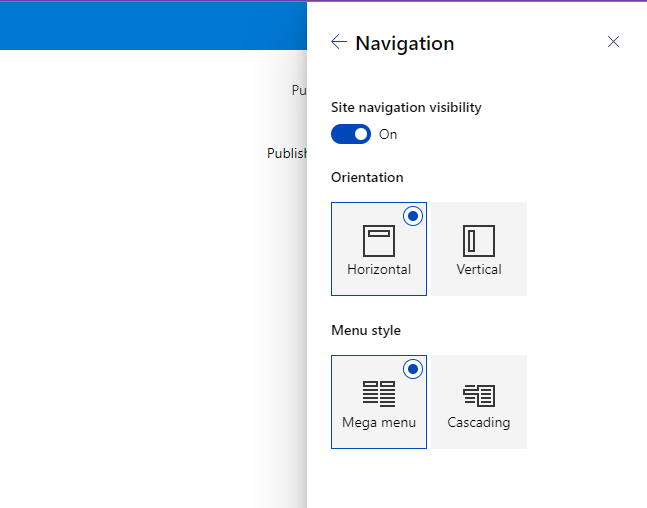 Navigation
Pu
Site navigation visibility
On
Publish
Orientation
Horizontal Vertical
Menu style
Mega menu Cascading